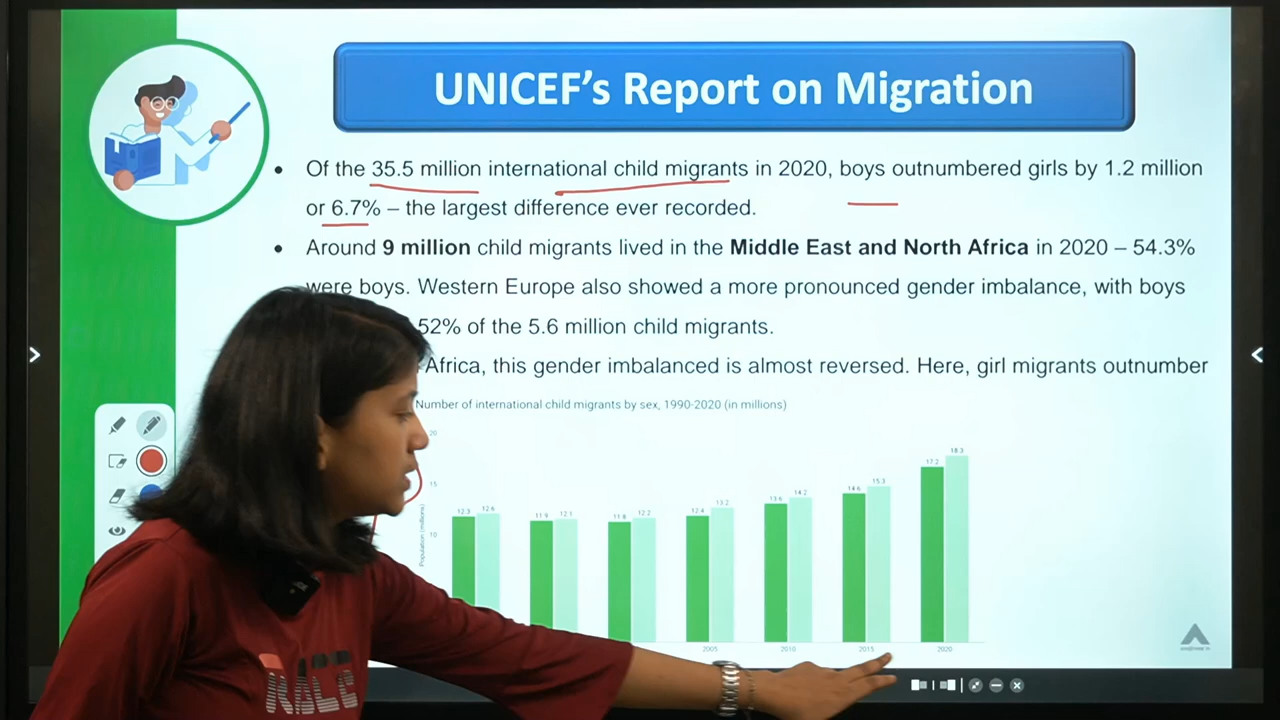 UNICEF's Report on Migration
Of the 35.5 million international child migrants in 2020, boys outnumbered girls by 1.2 million
or 6.7% – the largest difference ever recorded.
Around 9 million child migrants lived in the Middle East and North Africa in 2020 – 54.3%
were boys. Western Europe also showed a more pronounced gender imbalance, with boys
52% of the 5.6 million child migrants.
Africa, this gender imbalanced is almost reversed. Here, girl migrants outnumber
Number of international child migrants by sex, 1990-2020 (in millions)
20
15
10
Population (millions)
12.3 12.6 11.9 12.1 11.8 12.2 12.4 13.2 13.6 14.2 14.6 15.3 17.2 18.3
2005 2010 2015 2020